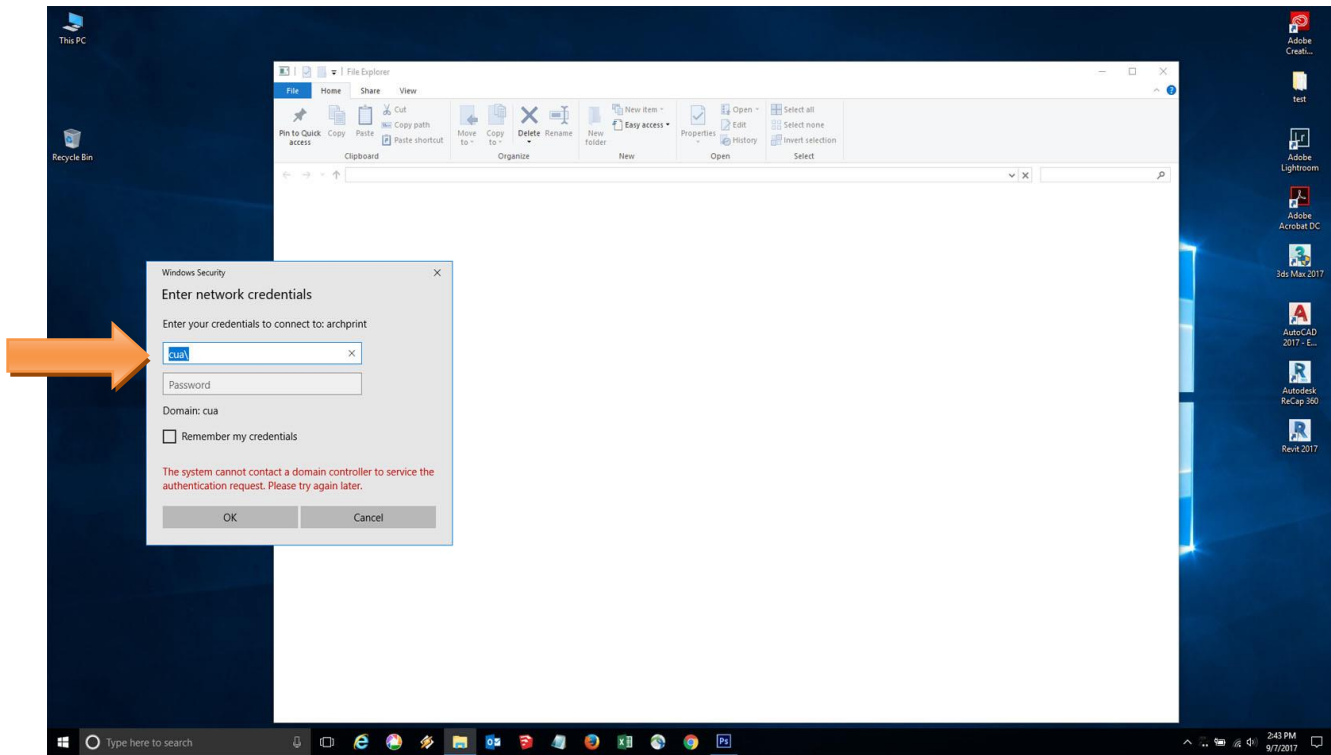 This PC
Recycle Bin
File Explorer
File Home Share View
Pin to Quick access
Copy
Paste
Cut
Copy path
Paste shortcut
Clipboard
Move to
Copy to
Delete
Rename
Organize
New folder
New item
Easy access
New
Properties
Open
Edit
History
Open
Select all
Select none
Invert selection
Select
Windows Security
Enter network credentials
Enter your credentials to connect to: archprint
cua\
Password
Domain: cua
Remember my credentials
The system cannot contact a domain controller to service the
authentication request. Please try again later.
OK Cancel
Adobe
Creati...
test
Lr
Adobe
Lightroom
Adobe
Acrobat DC
3ds Max 2017
AutoCAD
2017 - E...
Autodesk
ReCap 360
Revit 2017
Type here to search
Ps
2:43 PM
9/7/2017